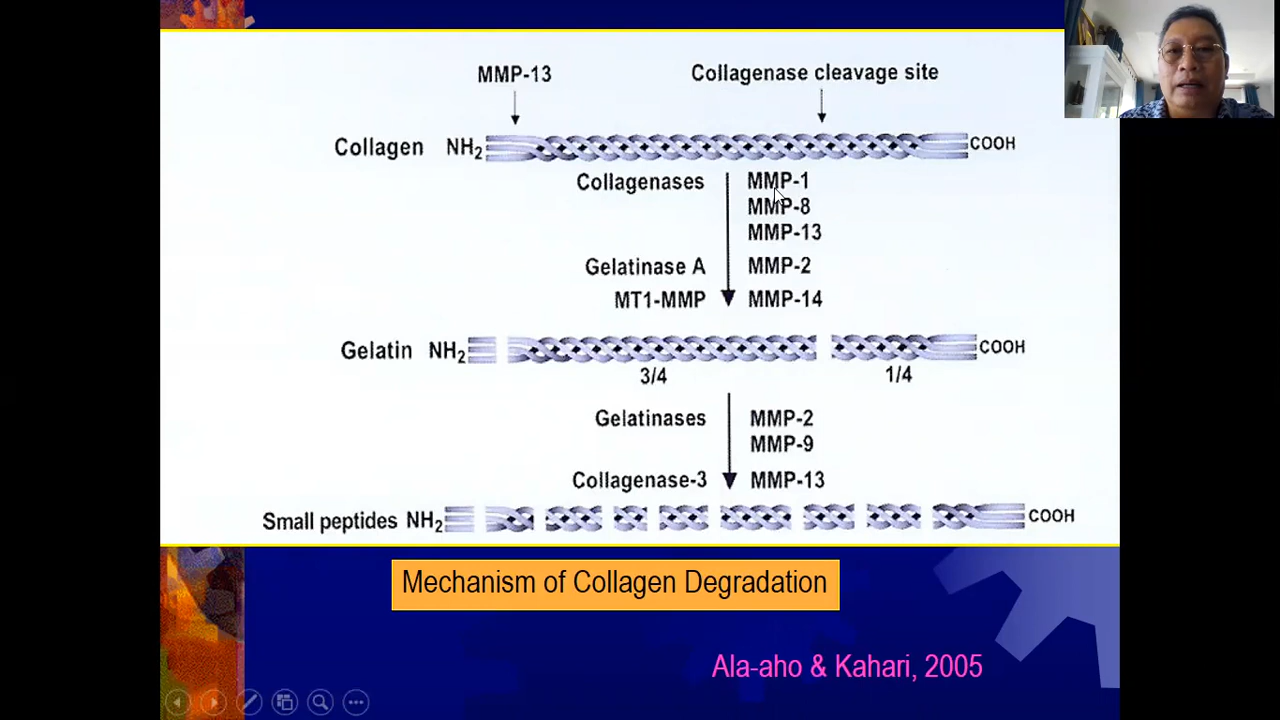 MMP-13
Collagenase cleavage site
Collagen NH2 COOH
Collagenases MMP-1
MMP-8
MMP-13
Gelatinase A MMP-2
MT1-MMP MMP-14
Gelatin NH2 COOH
3/4 1/4
Gelatinases MMP-2
MMP-9
Collagenase-3 MMP-13
Small peptides NH2 COOH
Mechanism of Collagen Degradation
Ala-aho & Kahari, 2005